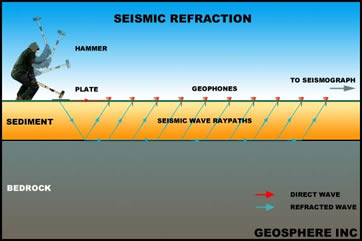 SEISMIC REFRACTION
HAMMER
TO SEISMOGRAPH
PLATE
GEOPHONES
SEDIMENT
SEISMIC WAVE RAYPATHS
BEDROCK
DIRECT WAVE
REFRACTED WAVE
GEOSPHERE INC